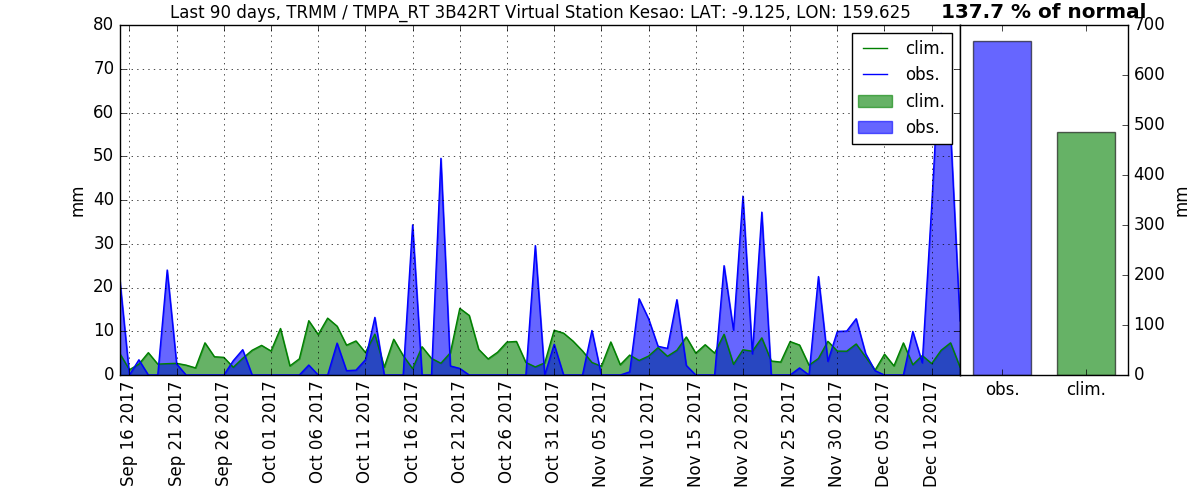 Last 90 days, TRMM / TMPA_RT 3B42RT Virtual Station Kesao: LAT: -9.125, LON: 159.625
137.7 % of normal
mm
80
70
60
50
40
30
20
10
0
clim.
obs.
clim.
obs.
700
600
500
400
300
200
100
0
mm
Sep 16 2017
Sep 21 2017
Sep 26 2017
Oct 01 2017
Oct 06 2017
Oct 11 2017
Oct 16 2017
Oct 21 2017
Oct 26 2017
Oct 31 2017
Nov 05 2017
Nov 10 2017
Nov 15 2017
Nov 20 2017
Nov 25 2017
Nov 30 2017
Dec 05 2017
Dec 10 2017
obs.
clim.